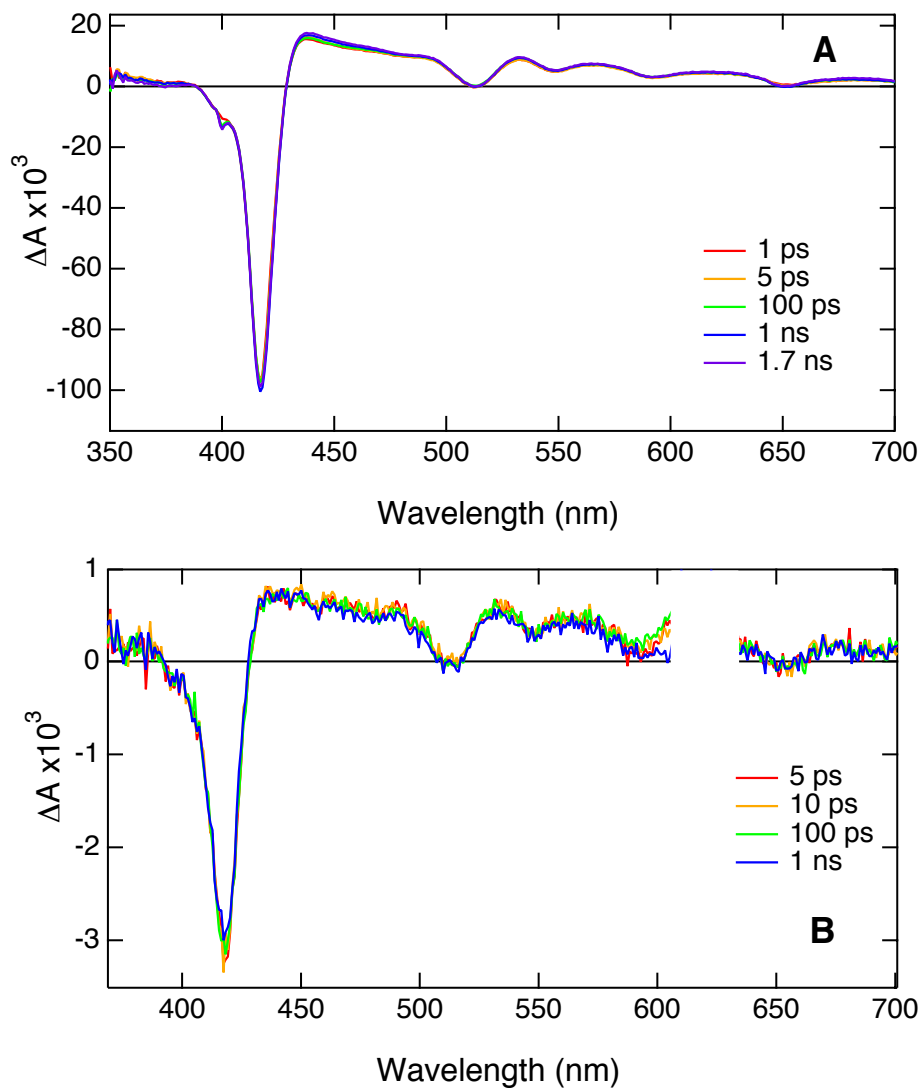 A
20
0
-20
-40
-60
-80
-100
ΔA x10³
1 ps
5 ps
100 ps
1 ns
1.7 ns
350 400 450 500 550 600 650 700
Wavelength (nm)
1
0
-1
-2
-3
ΔA x10³
5 ps
10 ps
100 ps
1 ns
B
400 450 500 550 600 650 700
Wavelength (nm)